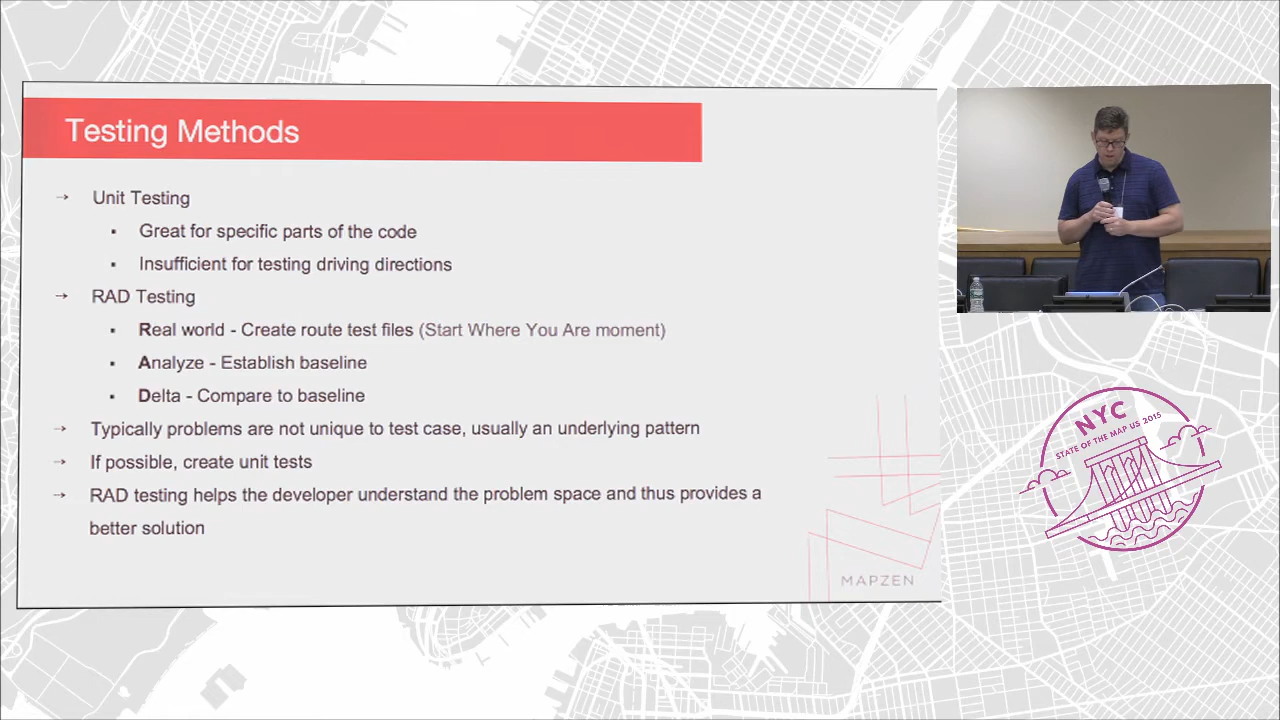 Testing Methods
→ Unit Testing
▪ Great for specific parts of the code
▪ Insufficient for testing driving directions
→ RAD Testing
▪ Real world - Create route test files (Start Where You Are moment)
▪ Analyze - Establish baseline
▪ Delta - Compare to baseline
→ Typically problems are not unique to test case, usually an underlying pattern
→ If possible, create unit tests
→ RAD testing helps the developer understand the problem space and thus provides a
better solution
MAPZEN
NYC
STATE OF THE MAP US 2015